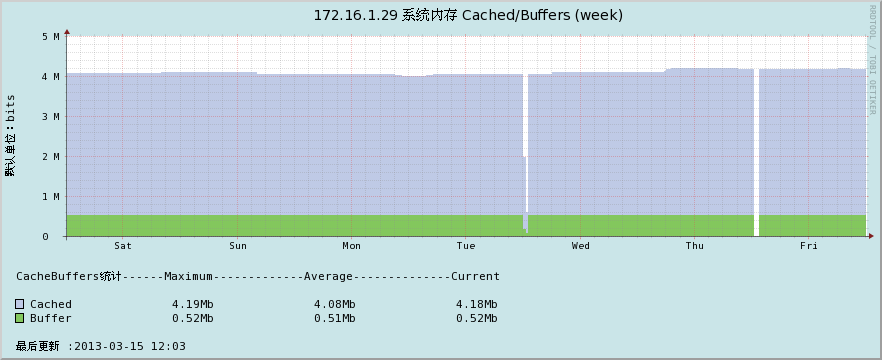 172.16.1.29 系统内存 Cached/Buffers (week)
RRDTOOL / TOBI OETIKER
默认单位：bits
5 M
4 M
3 M
2 M
1 M
0
Sat Sun Mon Tue Wed Thu Fri
CacheBuffers统计------Maximum-------------Average--------------Current
Cached 4.19Mb 4.08Mb 4.18Mb
Buffer 0.52Mb 0.51Mb 0.52Mb
最后更新 :2013-03-15 12:03